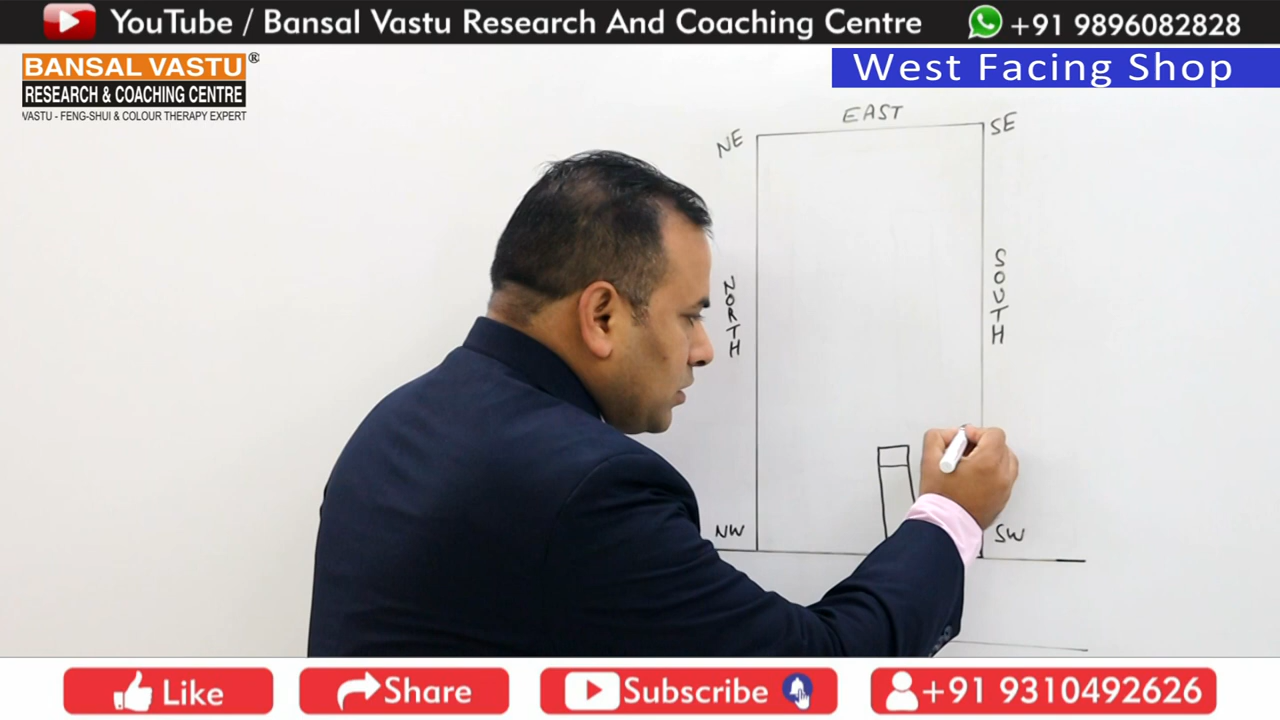 YouTube / Bansal Vastu Research And Coaching Centre
+91 9896082828
BANSAL VASTU®
RESEARCH & COACHING CENTRE
VASTU - FENG-SHUI & COLOUR THERAPY EXPERT
West Facing Shop
EAST
NE
SE
NORTH
SOUTH
NW
SW
Like
Share
Subscribe
+91 9310492626